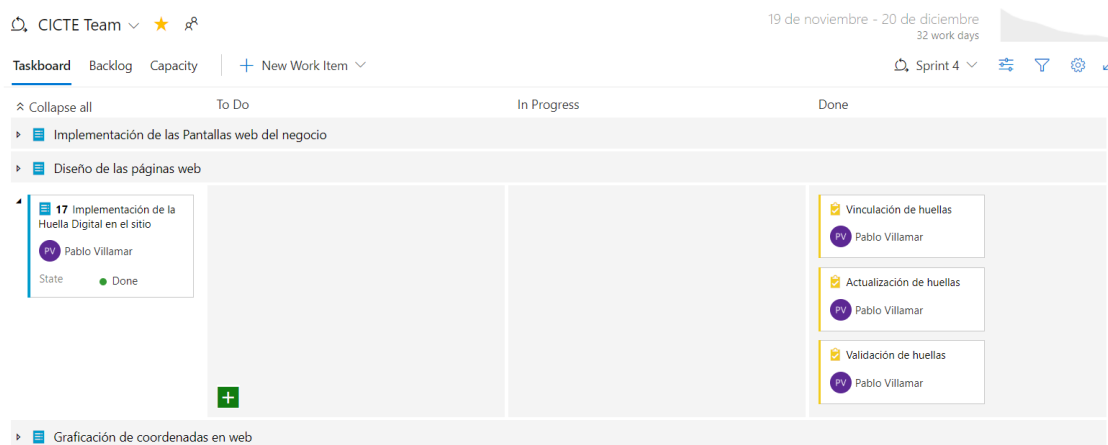 CICTE Team
19 de noviembre - 20 de diciembre
32 work days
Taskboard Backlog Capacity New Work Item Sprint 4
Collapse all To Do In Progress Done
Implementación de las Pantallas web del negocio
Diseño de las páginas web
17 Implementación de la
Huella Digital en el sitio
PV Pablo Villamar
State Done
Vinculación de huellas
PV Pablo Villamar
Actualización de huellas
PV Pablo Villamar
Validación de huellas
PV Pablo Villamar
Graficación de coordenadas en web